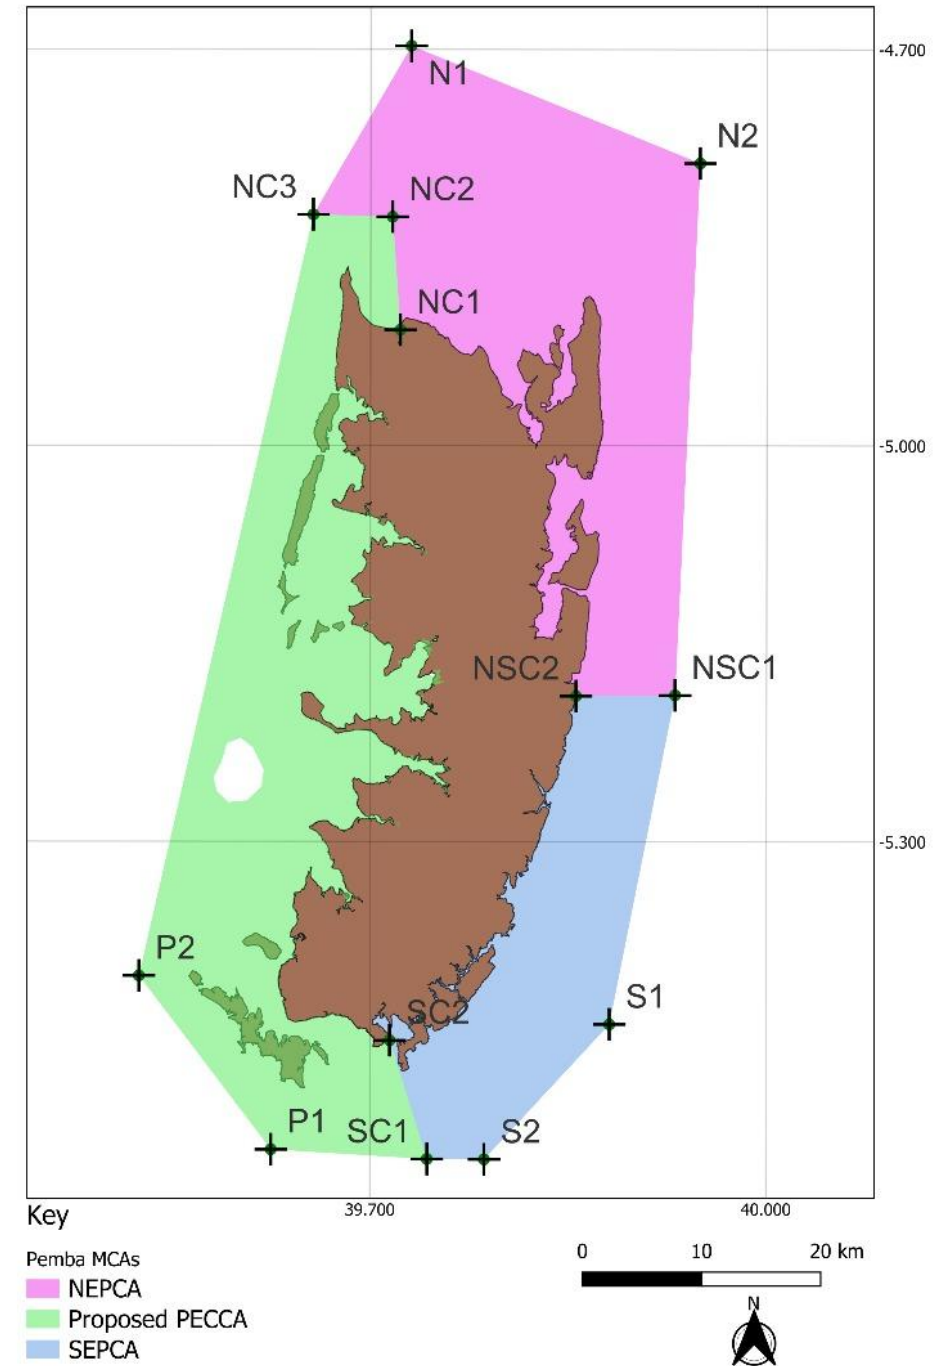 -4.700
N1
N2
NC3
NC2
NC1
-5.000
NSC2
NSC1
-5.300
P2
S1
SC2
P1
SC1
S2
39.700
40.000
Key
Pemba MCAs
0 10 20 km
NEPCA
Proposed PECCA
N
SEPCA